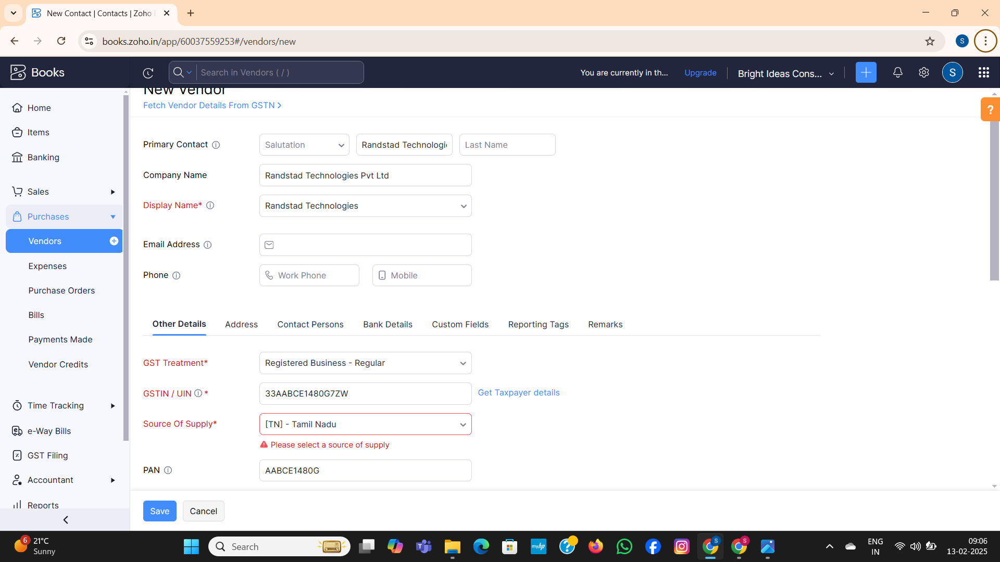 New Contact | Contacts | Zoho
books.zoho.in/app/60037559253#/vendors/new
S
Books
Search in Vendors ( / )
You are currently in th...
Upgrade
Bright Ideas Cons...
S
Home
Items
Banking
Sales
Purchases
Vendors
Expenses
Purchase Orders
Bills
Payments Made
Vendor Credits
Time Tracking
e-Way Bills
GST Filing
Accountant
Reports
New Vendor
Fetch Vendor Details From GSTN
?
Primary Contact
Salutation
Randstad Technologi
Last Name
Company Name
Randstad Technologies Pvt Ltd
Display Name*
Randstad Technologies
Email Address
Phone
Work Phone
Mobile
Other Details
Address
Contact Persons
Bank Details
Custom Fields
Reporting Tags
Remarks
GST Treatment*
Registered Business - Regular
GSTIN / UIN *
33AABCE1480G7ZW
Get Taxpayer details
Source Of Supply*
[TN] - Tamil Nadu
Please select a source of supply
PAN
AABCE1480G
Save
Cancel
6
21°C
Sunny
Search
myhp
S
S
ENG
IN
09:06
13-02-2025